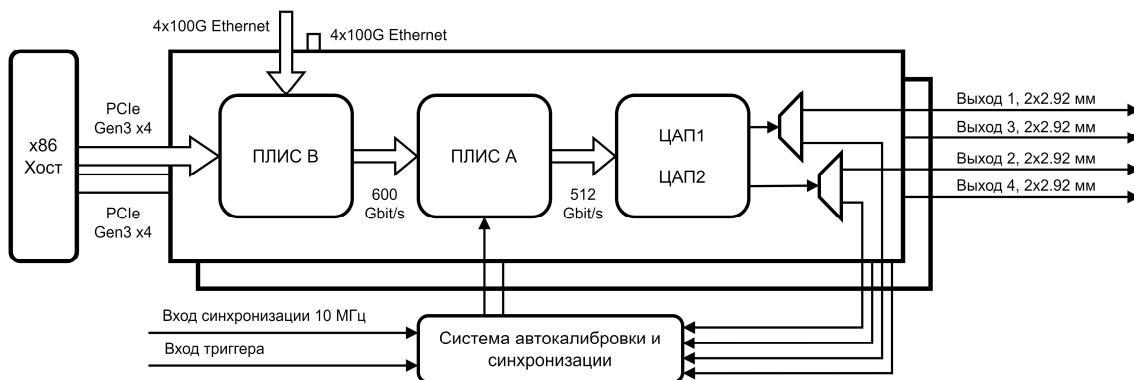 4x100G Ethernet
4x100G Ethernet
x86
Хост
PCIe
Gen3 x4
PCIe
Gen3 x4
ПЛИС B
600
Gbit/s
ПЛИС A
512
Gbit/s
ЦАП1
ЦАП2
Выход 1, 2x2.92 мм
Выход 3, 2x2.92 мм
Выход 2, 2x2.92 мм
Выход 4, 2x2.92 мм
Вход синхронизации 10 МГц
Вход триггера
Система автокалибровки и
синхронизации